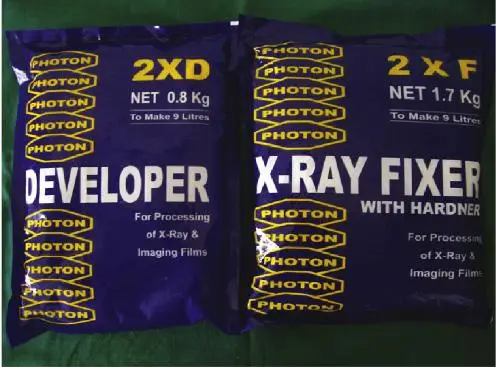 PHOTON
PHOTON
PHOTON
PHOTON
PHOTON
2XD
NET 0.8 Kg
To Make 9 Litres
DEVELOPER
For Processing
of X-Ray &
Imaging Films
PHOTON
PHOTON
PHOTON
PHOTON
PHOTON
PHOTON
PHOTON
PHOTON
PHOTON
PHOTON
2 X F
NET 1.7 Kg
To Make 9 Litres
X-RAY FIXER
WITH HARDNER
For Processing
of X-Ray &
Imaging Films
PHOTON
PHOTON
PHOTON
PHOTON
PHOTON